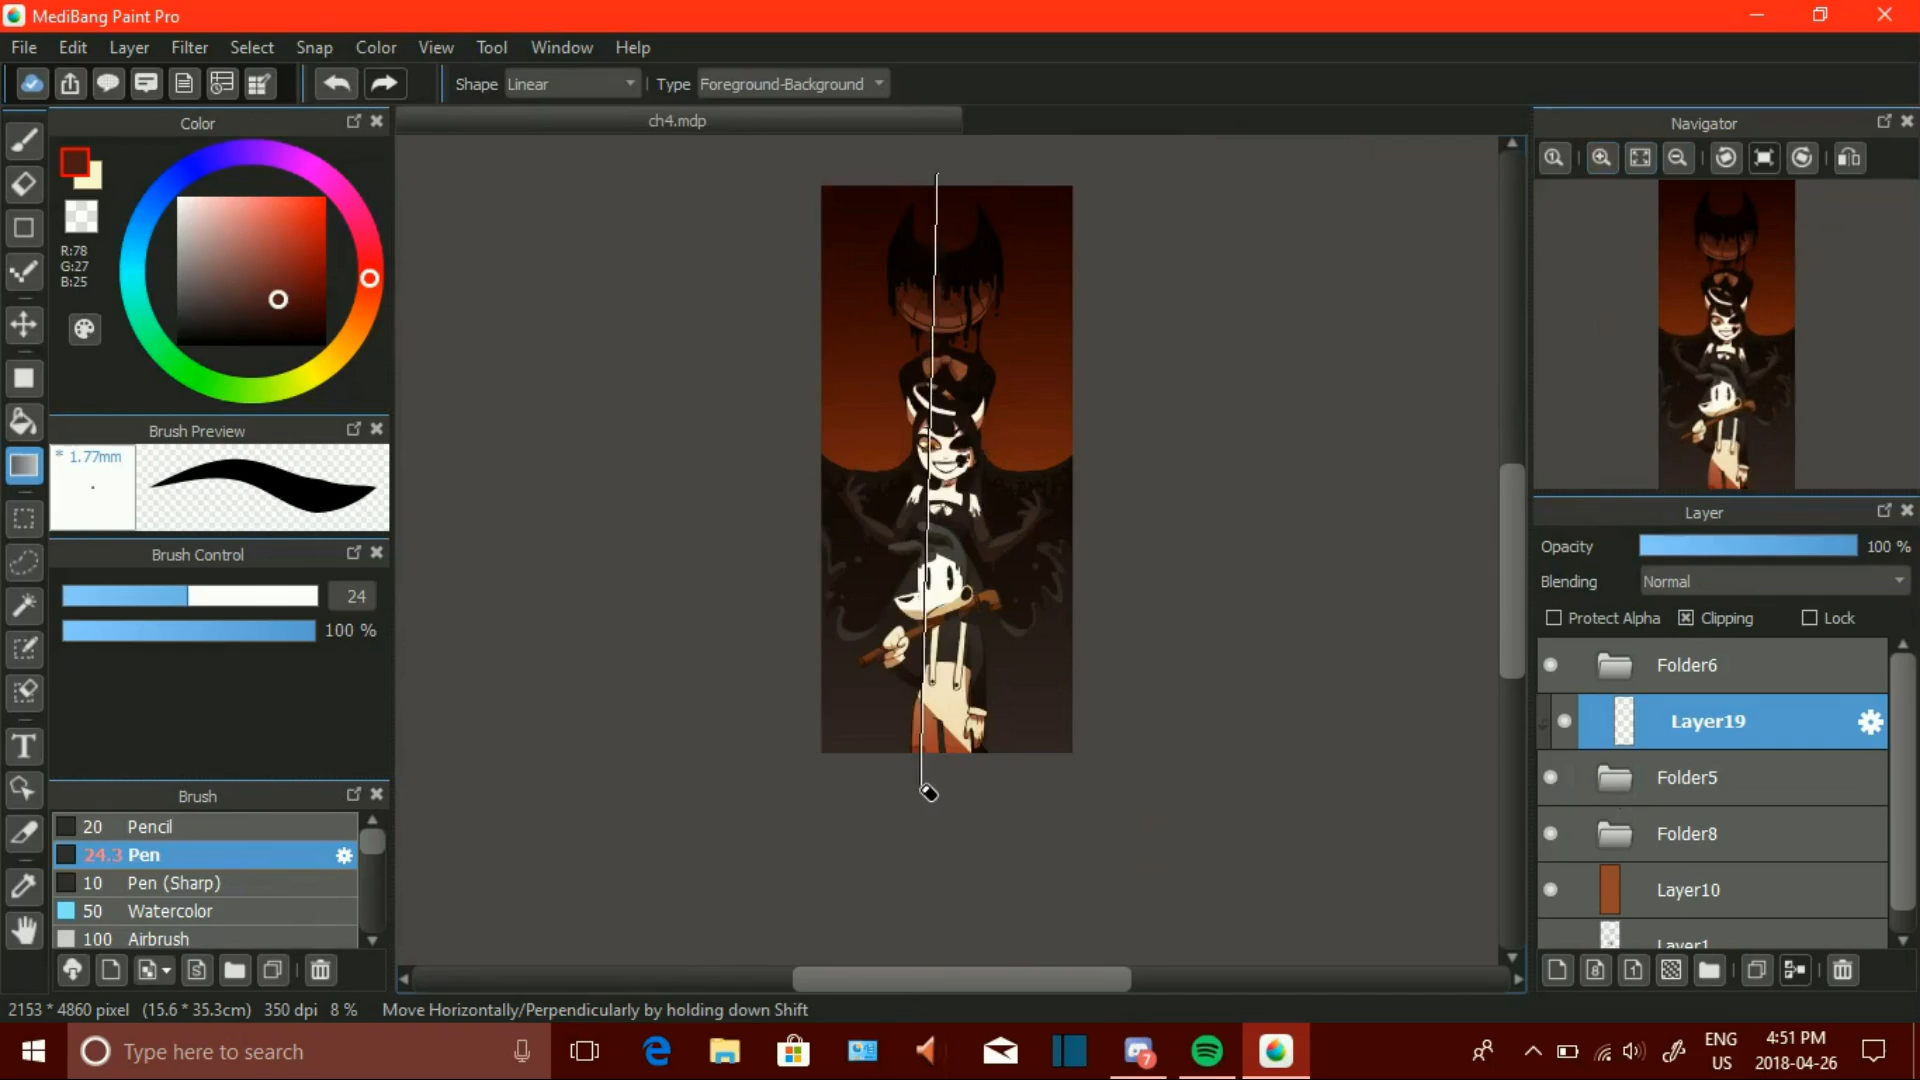 MediBang Paint Pro
File Edit Layer Filter Select Snap Color View Tool Window Help
Shape Linear Type Foreground-Background
Color
ch4.mdp
Navigator
R:78
G:27
B:25
Brush Preview
* 1.77mm
Brush Control
24
100 %
Layer
Opacity 100 %
Blending Normal
Protect Alpha Clipping Lock
Folder6
Layer19
Folder5
Folder8
Layer10
Layer1
Brush
20 Pencil
24.3 Pen
10 Pen (Sharp)
50 Watercolor
100 Airbrush
2153 * 4860 pixel (15.6 * 35.3cm) 350 dpi 8 % Move Horizontally/Perpendicularly by holding down Shift
Type here to search
7
ENG
US
4:51 PM
2018-04-26